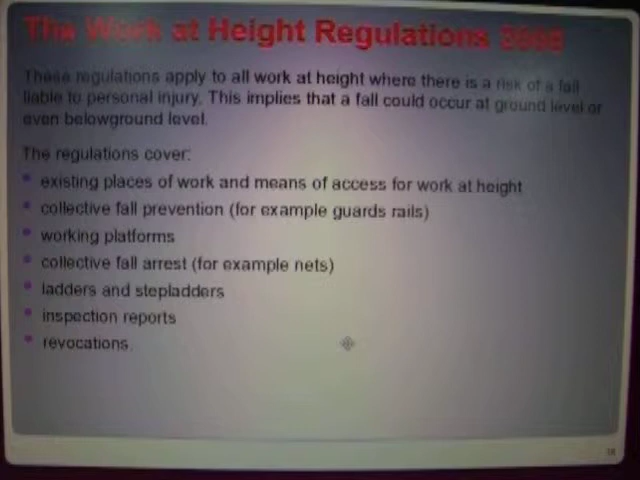 The Work at Height Regulations
These regulations apply to all work at height where there is a risk of a fall
liable to personal injury. This implies that a fall could occur at ground level or
even belowground level.
The regulations cover:
existing places of work and means of access for work at height
collective fall prevention (for example guards rails)
working platforms
collective fall arrest (for example nets)
ladders and stepladders
inspection reports
revocations